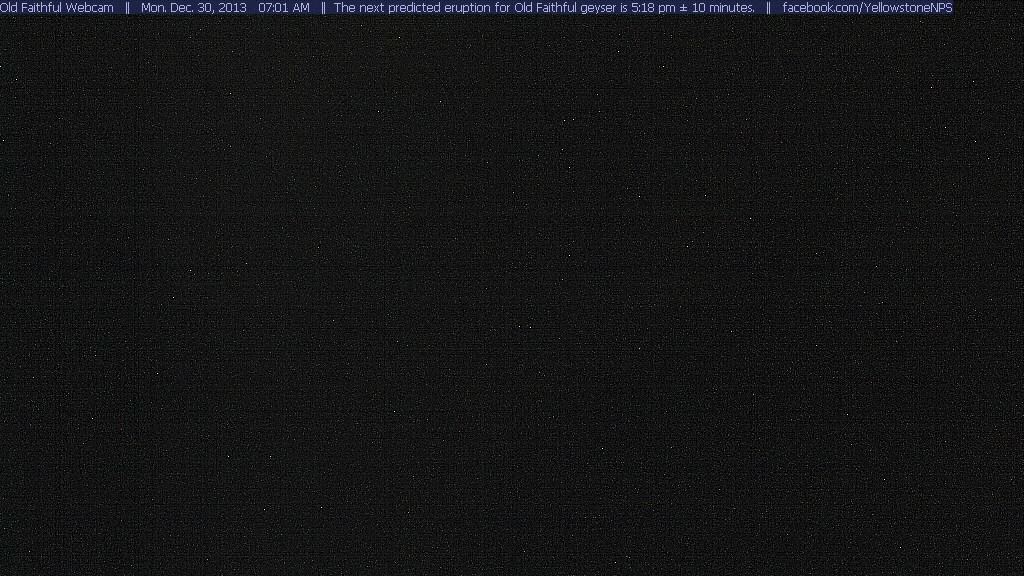 Old Faithful Webcam || Mon. Dec. 30, 2013 07:01 AM || The next predicted eruption for Old Faithful geyser is 5:18 pm ± 10 minutes. || facebook.com/YellowstoneNPS